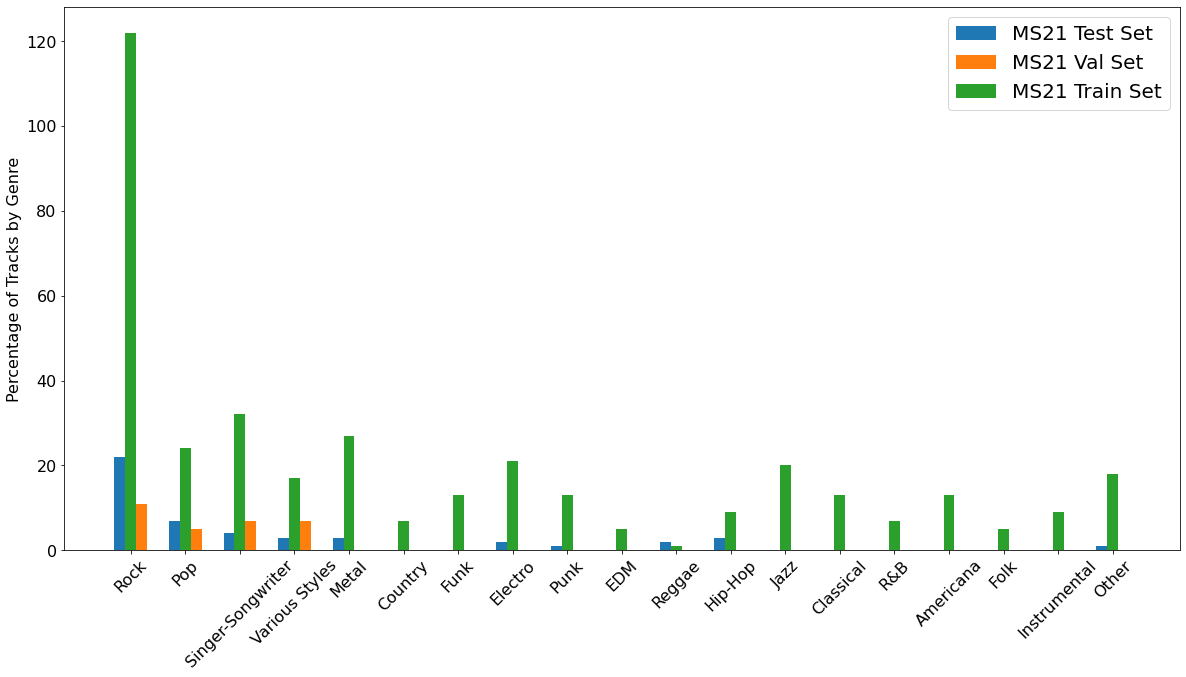 MS21 Test Set
MS21 Val Set
MS21 Train Set
Percentage of Tracks by Genre
120
100
80
60
40
20
0
Rock
Pop
Singer-Songwriter
Various Styles
Metal
Country
Funk
Electro
Punk
EDM
Reggae
Hip-Hop
Jazz
Classical
R&B
Americana
Folk
Instrumental
Other